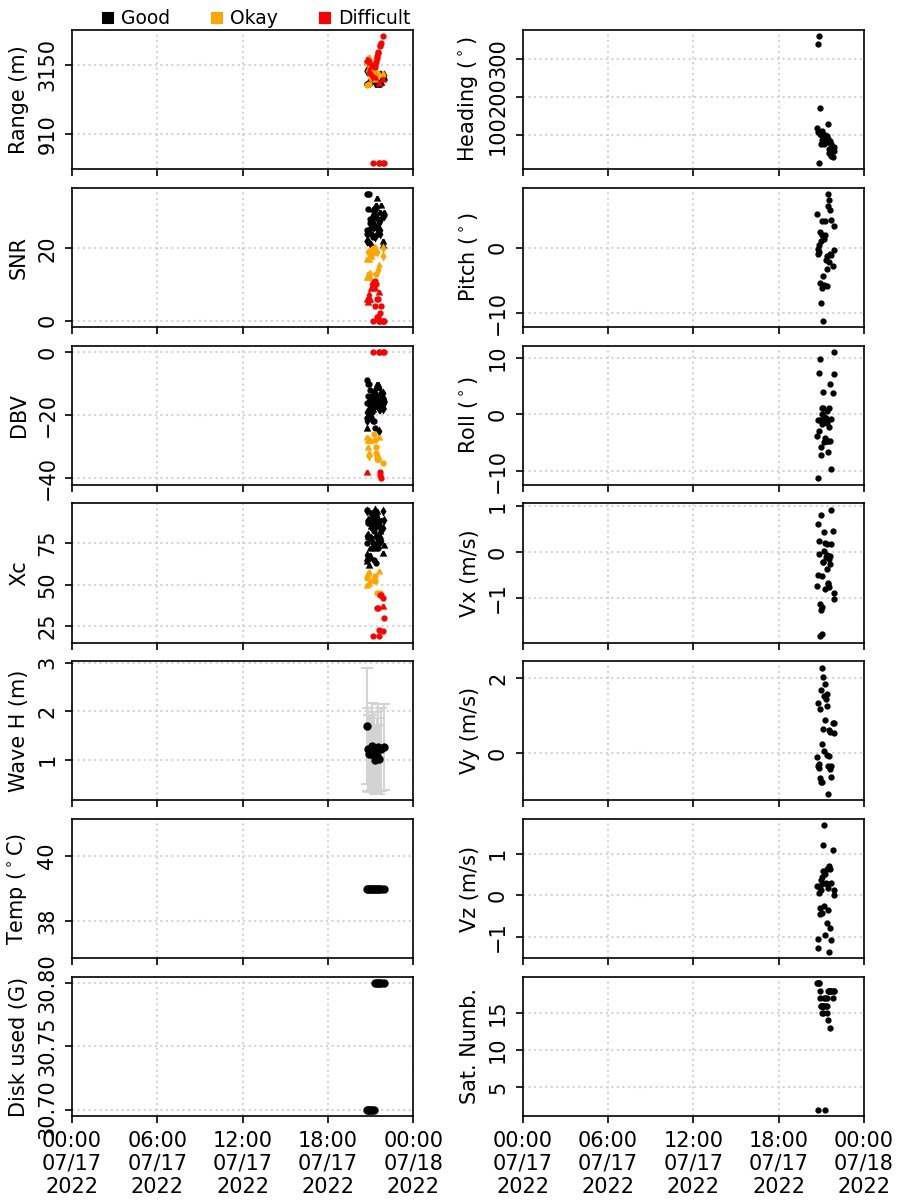 Good Okay Difficult
Range (m)
3150
910
Heading (°)
300
200
100
SNR
20
0
Pitch (°)
0
−10
DBV
0
−20
−40
Roll (°)
10
0
−10
Xc
75
50
25
Vx (m/s)
1
0
−1
Wave H (m)
3
2
1
Vy (m/s)
2
0
Temp (°C)
40
38
Vz (m/s)
1
0
−1
Disk used (G)
30.80
30.75
30.70
Sat. Numb.
15
10
5
00:00 06:00 12:00 18:00 00:00
07/17 07/17 07/17 07/17 07/18
2022 2022 2022 2022 2022
00:00 06:00 12:00 18:00 00:00
07/17 07/17 07/17 07/17 07/18
2022 2022 2022 2022 2022